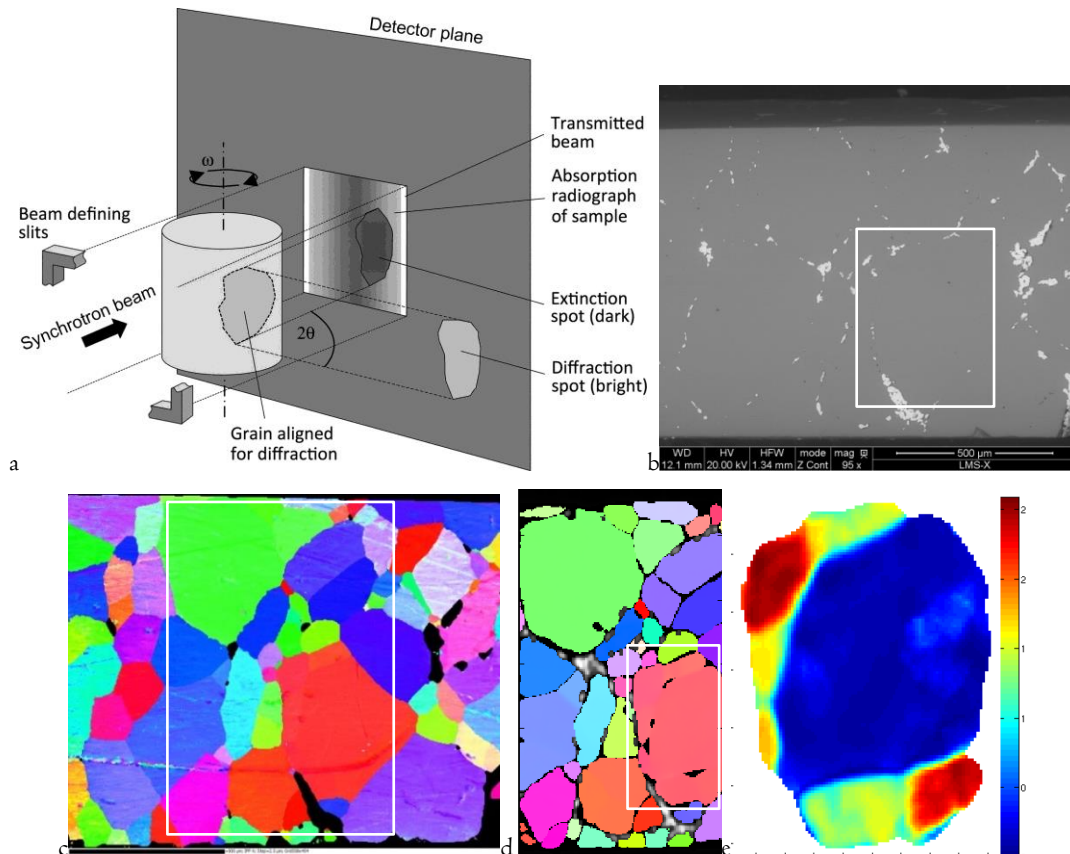 Detector plane
Transmitted
beam
Absorption
radiograph
of sample
ω
Beam defining
slits
Synchrotron beam
2θ
Extinction
spot (dark)
Diffraction
spot (bright)
Grain aligned
for diffraction
a
WD HV HFW mode mag 500 µm
12.1 mm 20.00 kV 1.34 mm Z Cont 95 x LMS-X
b
c
d
e
2
2
1
1
0
0